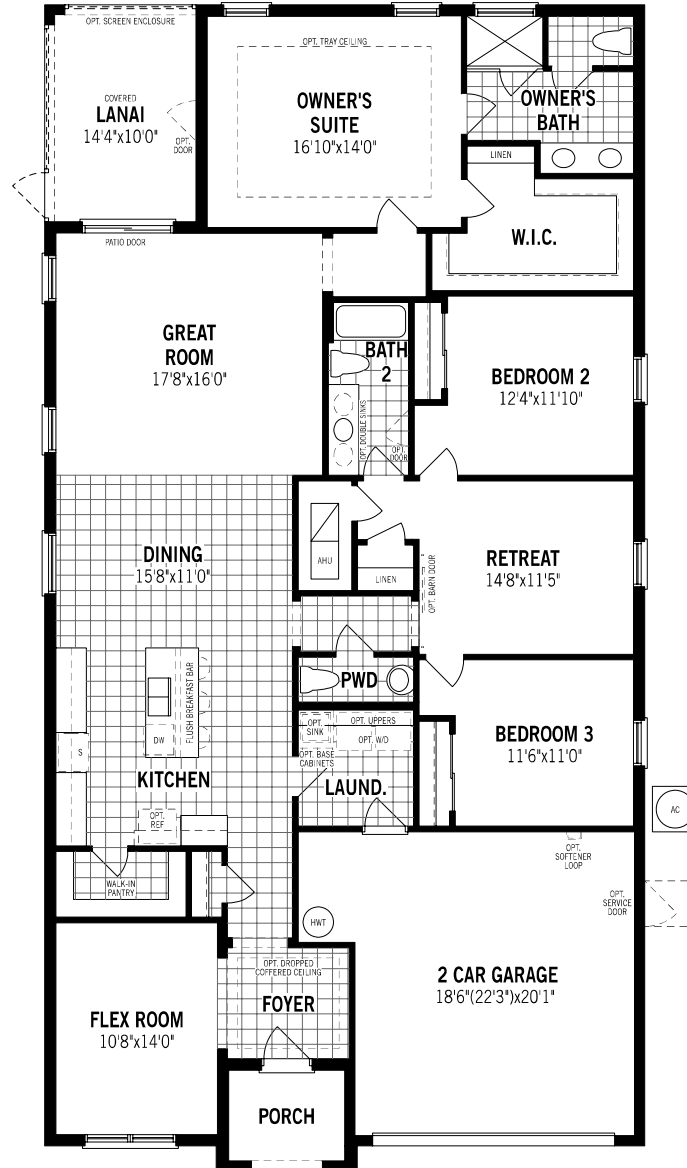 OPT. SCREEN ENCLOSURE
COVERED
LANAI
14'4"x10'0"
OPT.
DOOR
OPT. TRAY CEILING
OWNER'S
SUITE
16'10"x14'0"
OWNER'S
BATH
LINEN
W.I.C.
PATIO DOOR
GREAT
ROOM
17'8"x16'0"
BATH
2
OPT. DOUBLE SINKS
OPT.
DOOR
BEDROOM 2
12'4"x11'10"
DINING
15'8"x11'0"
AHU
LINEN
OPT. BARN DOOR
RETREAT
14'8"x11'5"
PWD
FLUSH BREAKFAST BAR
DW
S
KITCHEN
OPT.
REF
OPT.
SINK
OPT. UPPERS
OPT. W/D
OPT. BASE
CABINETS
LAUND.
BEDROOM 3
11'6"x11'0"
AC
WALK-IN
PANTRY
OPT.
SOFTENER
LOOP
OPT.
SERVICE
DOOR
HWT
OPT. DROPPED
COFFERED CEILING
FOYER
2 CAR GARAGE
18'6"(22'3")x20'1"
FLEX ROOM
10'8"x14'0"
PORCH